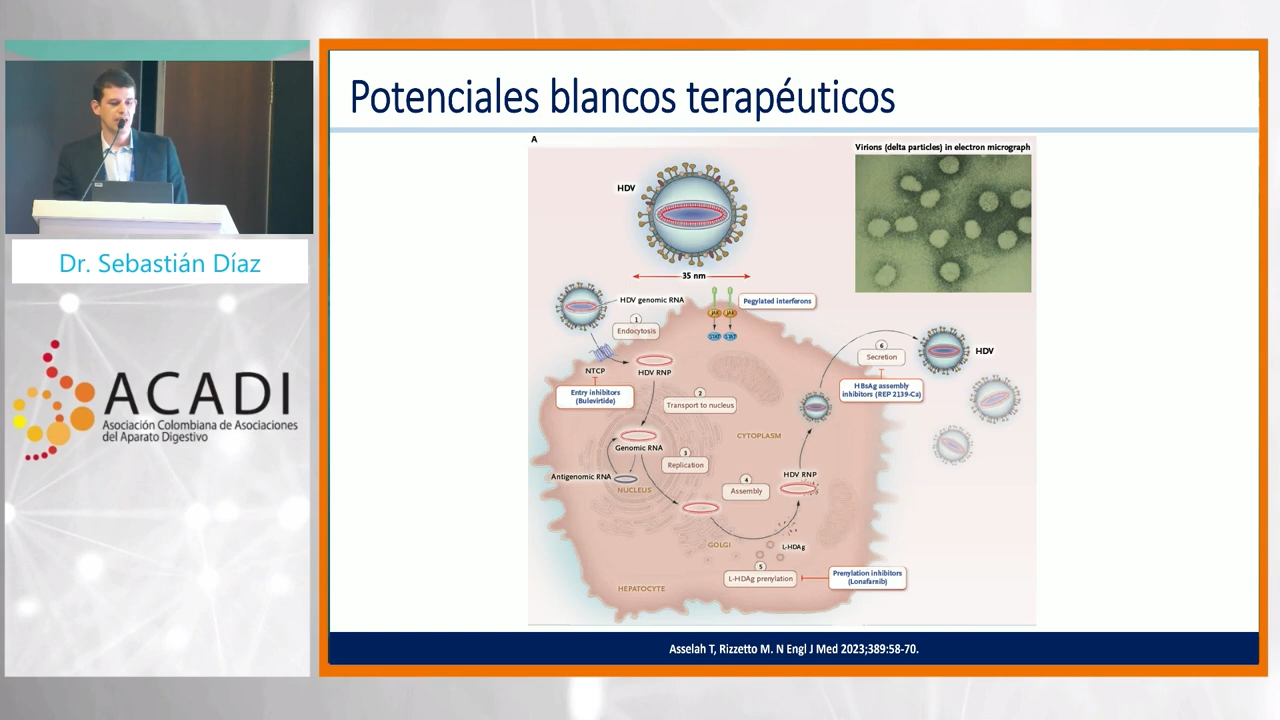 Potenciales blancos terapéuticos
Dr. Sebastián Díaz
ACADI
Asociación Colombiana de Asociaciones
del Aparato Digestivo
A
Virions (delta particles) in electron micrograph
HDV
35 nm
HDV genomic RNA
Pegylated interferons
JAK
JAK
STAT
STAT
1
Endocytosis
NTCP
HDV RNP
Entry inhibitors
(Bulevirtide)
2
Transport to nucleus
6
Secretion
HDV
HBsAg assembly
inhibitors (REP 2139-Ca)
CYTOPLASM
Genomic RNA
3
Replication
Antigenomic RNA
NUCLEUS
4
Assembly
HDV RNP
GOLGI
L-HDAg
5
L-HDAg prenylation
Prenylation inhibitors
(Lonafarnib)
HEPATOCYTE
Asselah T, Rizzetto M. N Engl J Med 2023;389:58-70.